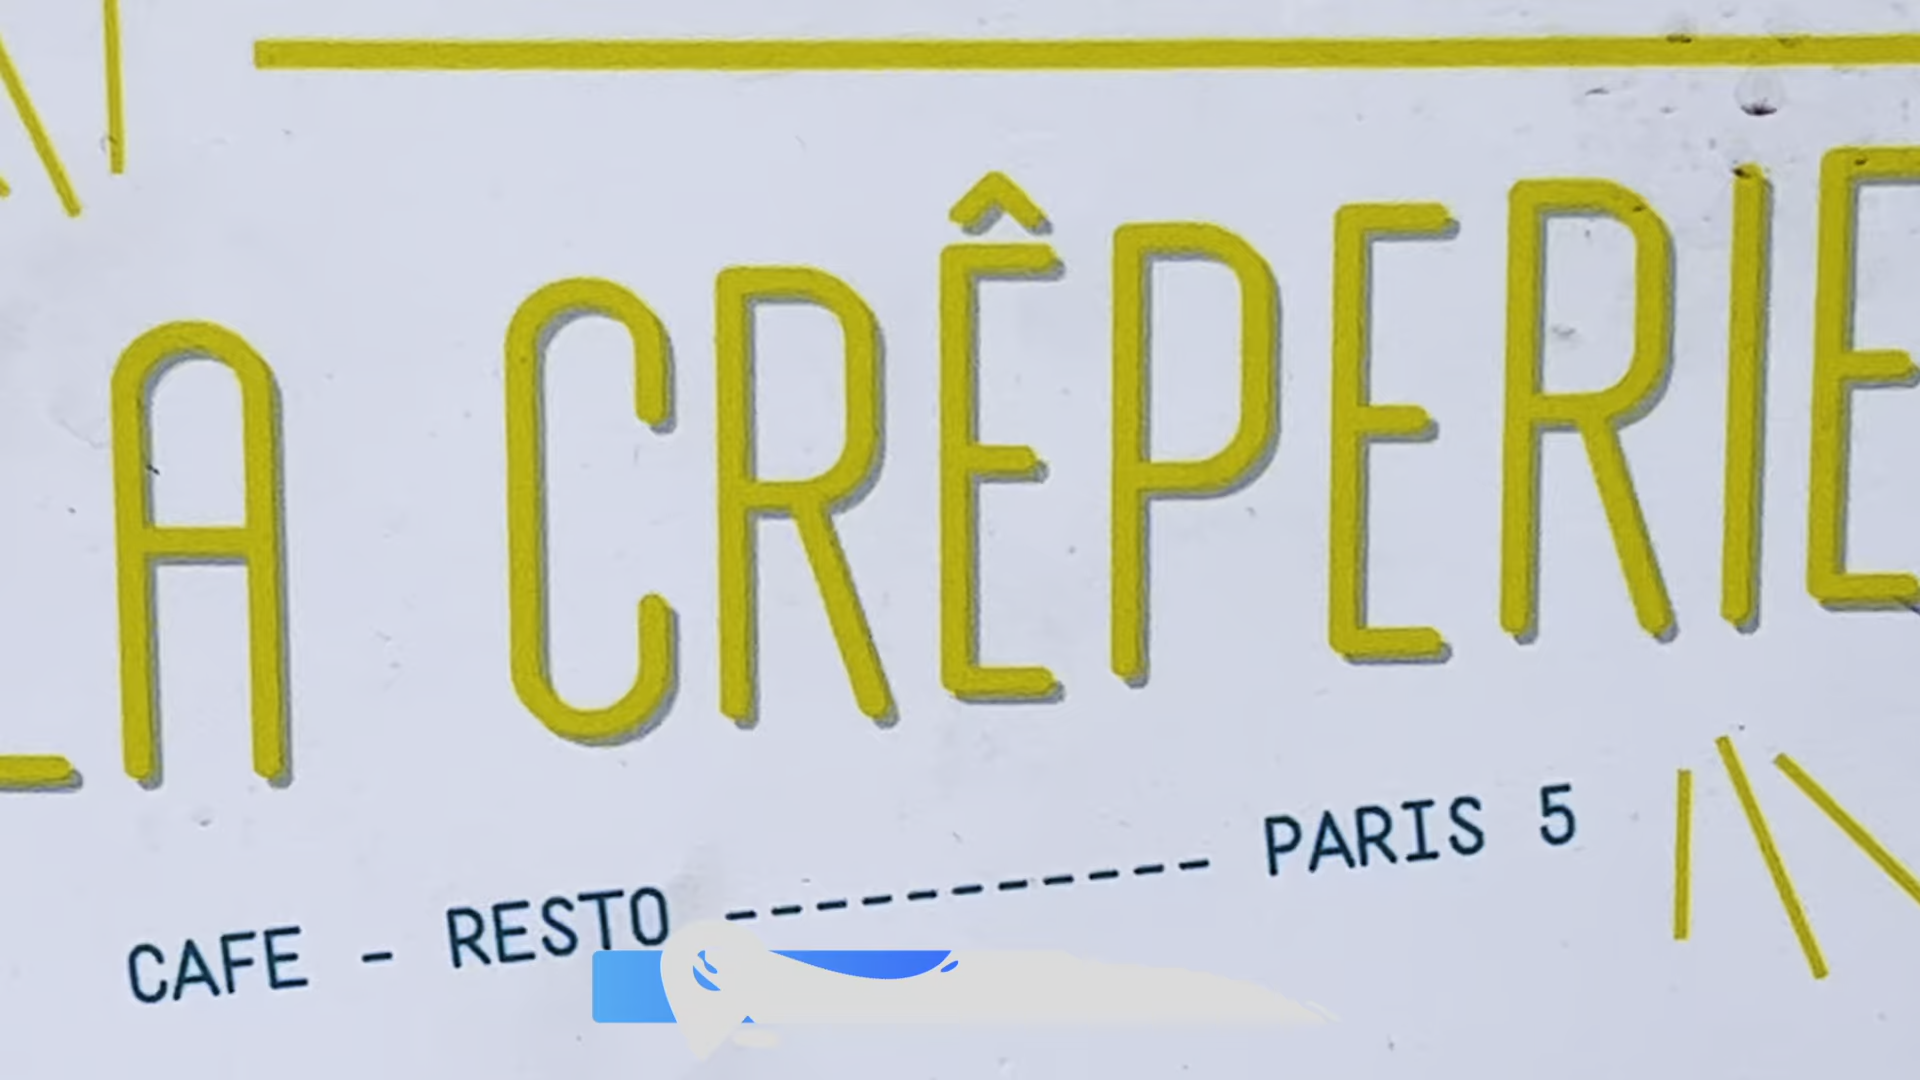 LA CRÊPERIE
CAFE - RESTO ----------- PARIS 5